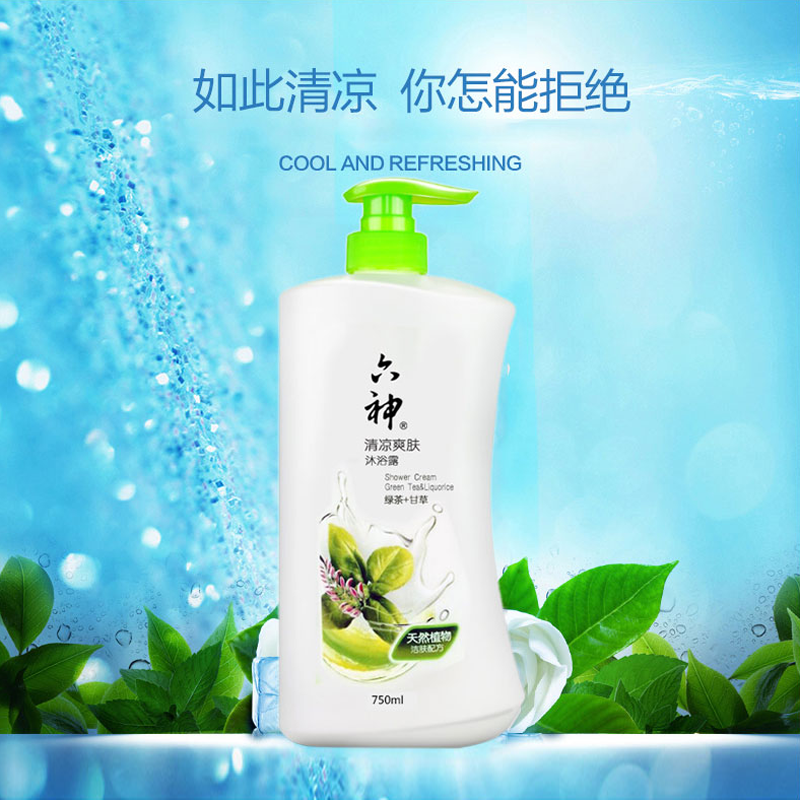 如此清凉 你怎能拒绝
COOL AND REFRESHING
六
神®
清凉爽肤
沐浴露
Shower Cream
Green Tea&Liquorice
绿茶+甘草
天然植物
洁肤配方
750ml